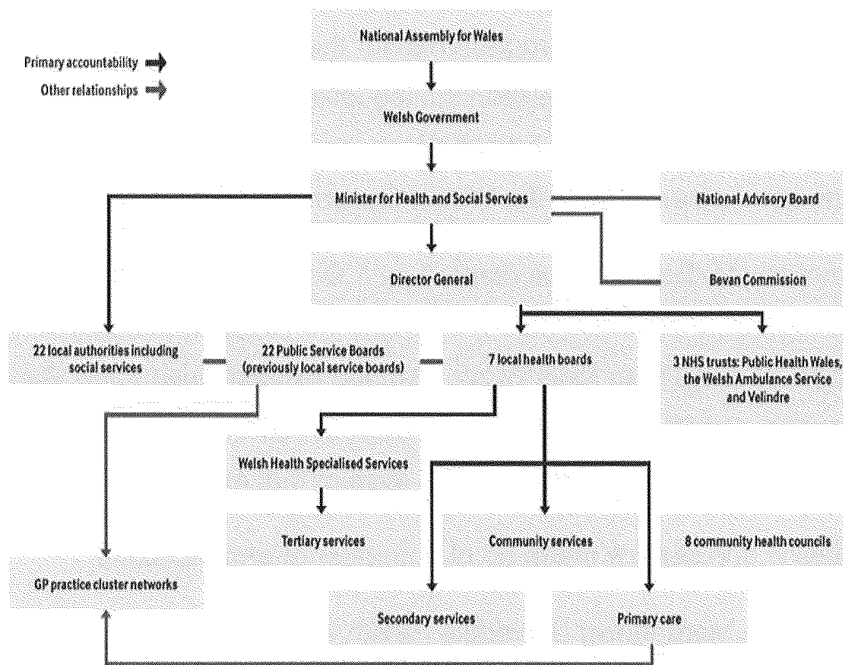 National Assembly for Wales
Primary accountability
Other relationships
Welsh Government
Minister for Health and Social Services
National Advisory Board
Director General
Bevan Commission
22 local authorities including
social services
22 Public Service Boards
(previously local service boards)
7 local health boards
3 NHS trusts: Public Health Wales,
the Welsh Ambulance Service
and Velindre
Welsh Health Specialised Services
Tertiary services
Community services
8 community health councils
GP practice cluster networks
Secondary services
Primary care